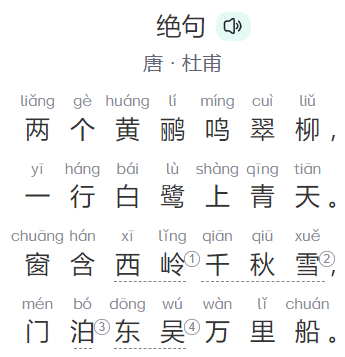 绝句
唐·杜甫
liǎng gè huáng lí míng cuì liǔ
两个黄鹂鸣翠柳，
yī háng bái lù shàng qīng tiān
一行白鹭上青天。
chuāng hán xī lǐng qiān qiū xuě
窗含西岭①千秋雪②，
mén bó dōng wú wàn lǐ chuán
门泊③东吴④万里船。